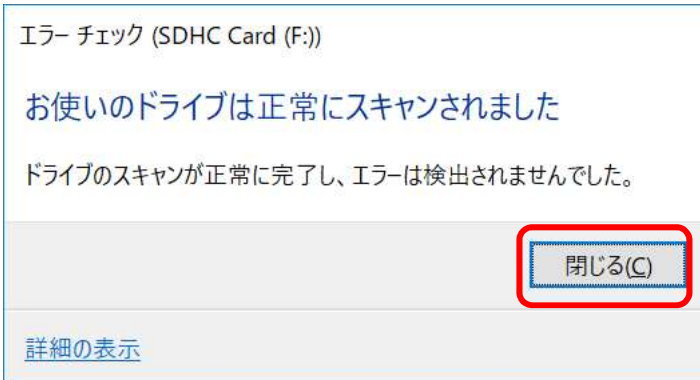 エラー チェック (SDHC Card (F:))
お使いのドライブは正常にスキャンされました
ドライブのスキャンが正常に完了し、エラーは検出されませんでした。
閉じる(C)
詳細の表示